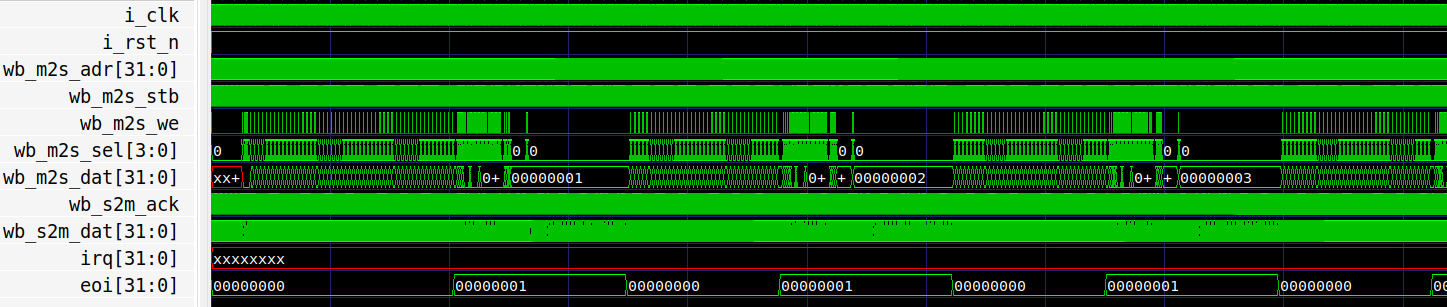 i_clk
i_rst_n
wb_m2s_adr[31:0]
wb_m2s_stb
wb_m2s_we
wb_m2s_sel[3:0] 0 0 0 0 0 0 0
wb_m2s_dat[31:0] xx+ 0+ 00000001 0+ + 00000002 0+ + 00000003
wb_s2m_ack
wb_s2m_dat[31:0]
irq[31:0] xxxxxxxx
eoi[31:0] 00000000 00000001 00000000 00000001 00000000 00000001 00000000 00